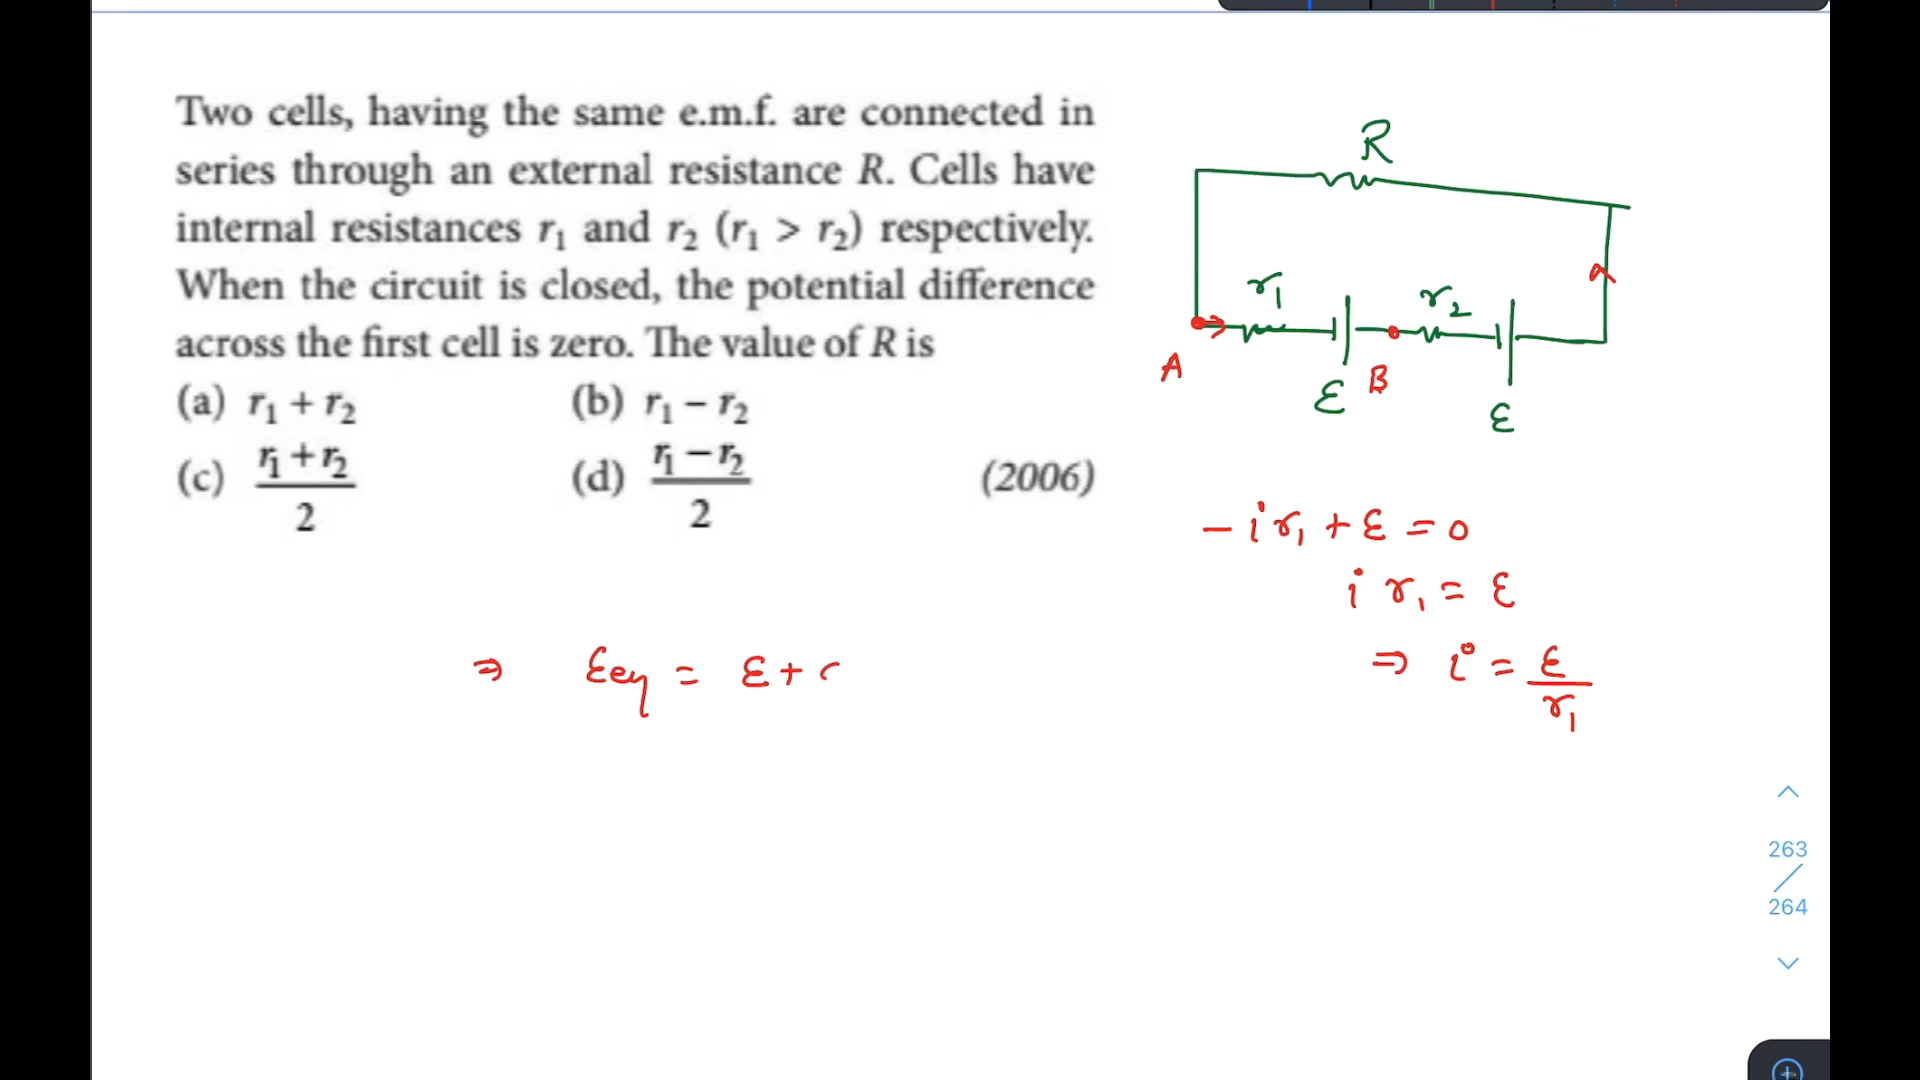 Two cells, having the same e.m.f. are connected in
series through an external resistance R. Cells have
internal resistances r₁ and r₂ (r₁ > r₂) respectively.
When the circuit is closed, the potential difference
across the first cell is zero. The value of R is
(a) r₁ + r₂ (b) r₁ − r₂
(c) (r₁ + r₂)/2 (d) (r₁ − r₂)/2 (2006)
R
r₁ r₂
A B
ε ε
− i r₁ + ε = 0
i r₁ = ε
⇒ i = ε/r₁
⇒ εeq = ε +
263
/
264